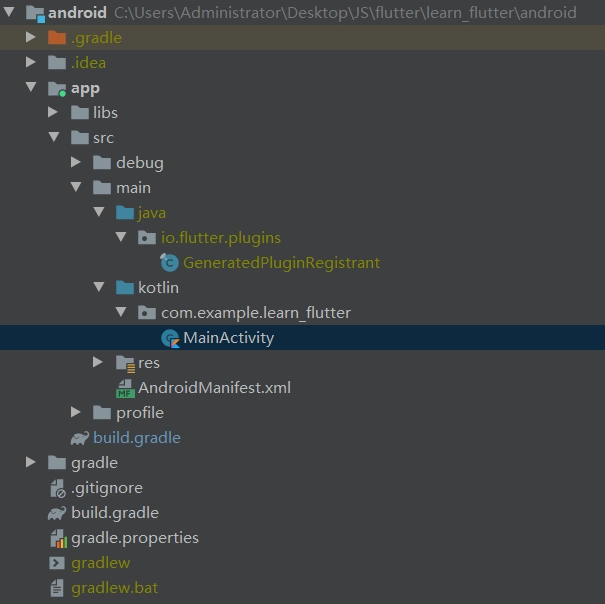 android C:\Users\Administrator\Desktop\JS\flutter\learn_flutter\android
.gradle
.idea
app
libs
src
debug
main
java
io.flutter.plugins
GeneratedPluginRegistrant
kotlin
com.example.learn_flutter
MainActivity
res
AndroidManifest.xml
profile
build.gradle
gradle
.gitignore
build.gradle
gradle.properties
gradlew
gradlew.bat